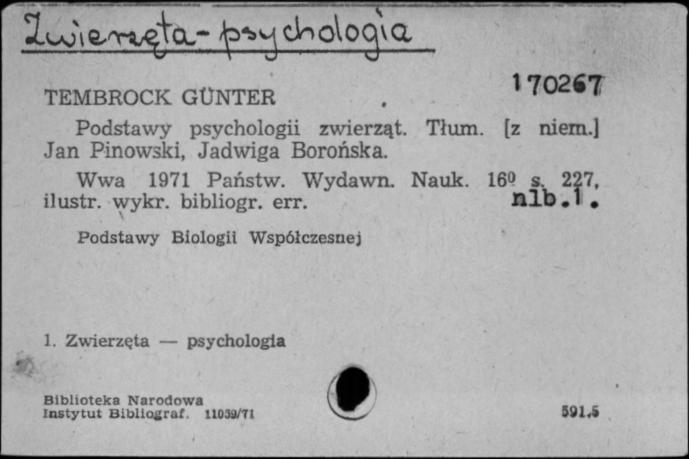 Zwierzęta - psychologia
170267
TEMBROCK GÜNTER
Podstawy psychologii zwierząt. Tłum. [z niem.]
Jan Pinowski, Jadwiga Borońska.
Wwa 1971 Państw. Wydawn. Nauk. 16º s. 227,
ilustr. wykr. bibliogr. err. nlb.1.
Podstawy Biologii Współczesnej
1. Zwierzęta — psychologia
Biblioteka Narodowa
Instytut Bibliograf. 11059/71
591.5